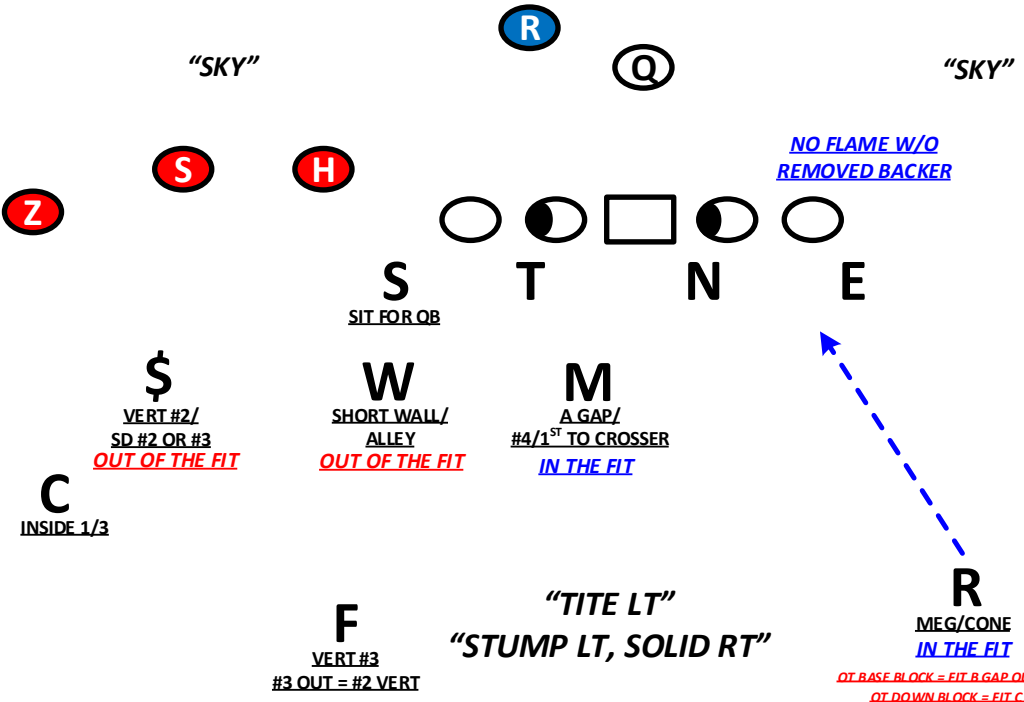 R
“SKY”
Q
“SKY”
NO FLAME W/O
REMOVED BACKER
S
H
Z
S
T
N
E
SIT FOR QB
$
W
M
VERT #2/
SD #2 OR #3
OUT OF THE FIT
SHORT WALL/
ALLEY
OUT OF THE FIT
A GAP/
#4/1ST TO CROSSER
IN THE FIT
C
INSIDE 1/3
F
VERT #3
#3 OUT = #2 VERT
“TITE LT”
“STUMP LT, SOLID RT”
R
MEG/CONE
IN THE FIT
OT BASE BLOCK = FIT B GAP
OT DOWN BLOCK = FIT C